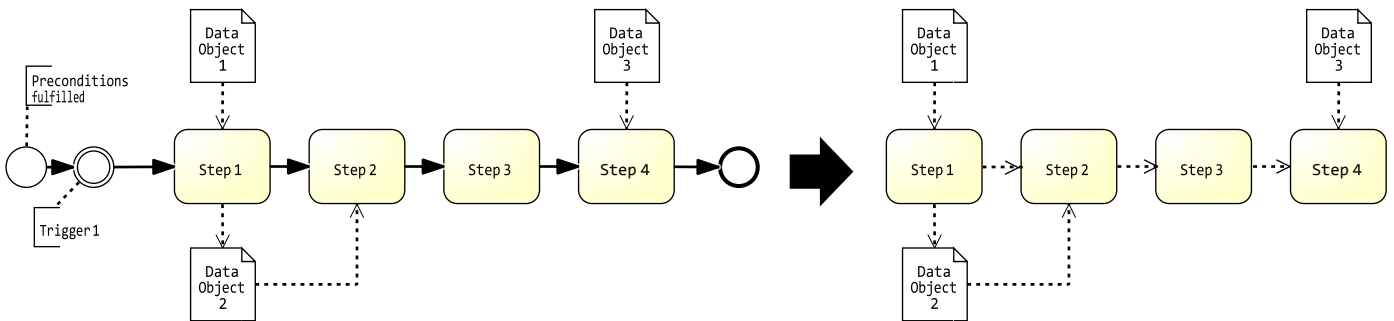 Data
Object
1
Data
Object
3
Preconditions
fulfilled
Step 1
Step 2
Step 3
Step 4
Trigger 1
Data
Object
2
Data
Object
1
Data
Object
3
Step 1
Step 2
Step 3
Step 4
Data
Object
2